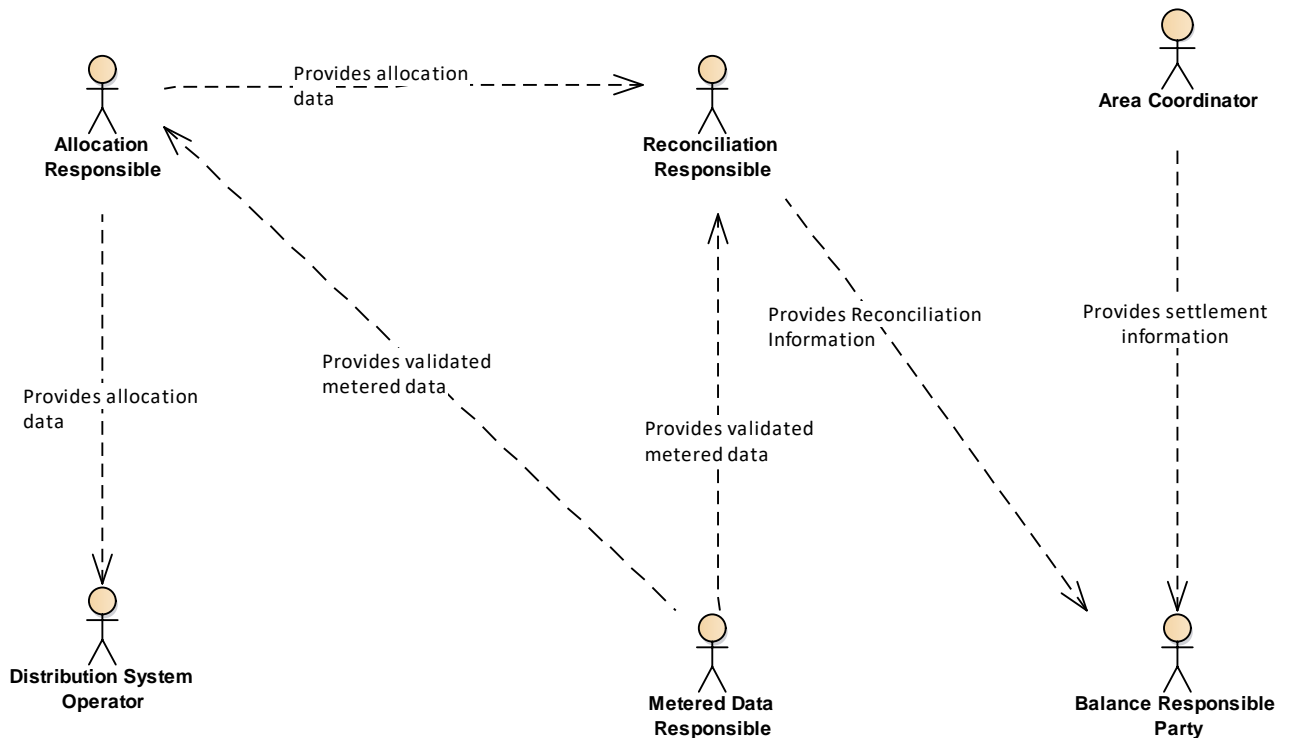 Provides allocation
data
Allocation
Responsible
Reconciliation
Responsible
Area Coordinator
Provides validated
metered data
Provides Reconciliation
Information
Provides settlement
information
Provides allocation
data
Provides validated
metered data
Distribution System
Operator
Metered Data
Responsible
Balance Responsible
Party